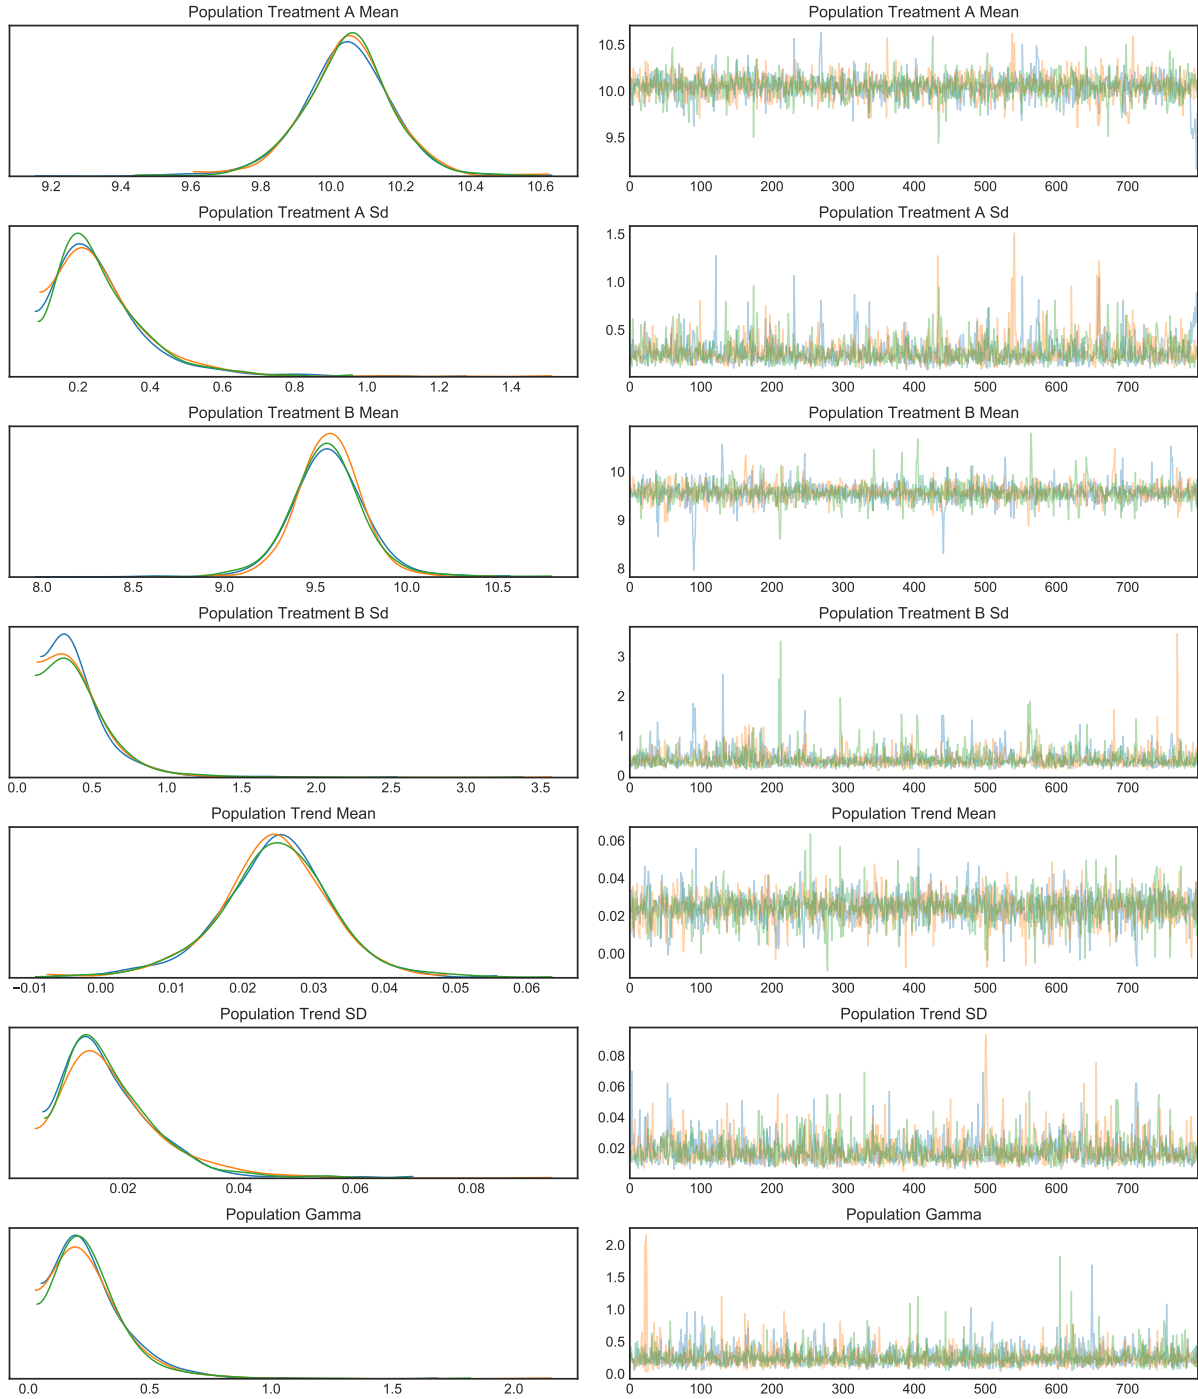 Population Treatment A Mean Population Treatment A Mean
10.5
10.0
9.5
9.2 9.4 9.6 9.8 10.0 10.2 10.4 10.6 0 100 200 300 400 500 600 700
Population Treatment A Sd Population Treatment A Sd
1.5
1.0
0.5
0.2 0.4 0.6 0.8 1.0 1.2 1.4 0 100 200 300 400 500 600 700
Population Treatment B Mean Population Treatment B Mean
10
9
8
8.0 8.5 9.0 9.5 10.0 10.5 0 100 200 300 400 500 600 700
Population Treatment B Sd Population Treatment B Sd
3
2
1
0
0.0 0.5 1.0 1.5 2.0 2.5 3.0 3.5 0 100 200 300 400 500 600 700
Population Trend Mean Population Trend Mean
0.06
0.04
0.02
0.00
−0.01 0.00 0.01 0.02 0.03 0.04 0.05 0.06 0 100 200 300 400 500 600 700
Population Trend SD Population Trend SD
0.08
0.06
0.04
0.02
0.02 0.04 0.06 0.08 0 100 200 300 400 500 600 700
Population Gamma Population Gamma
2.0
1.5
1.0
0.5
0.0
0.0 0.5 1.0 1.5 2.0 0 100 200 300 400 500 600 700